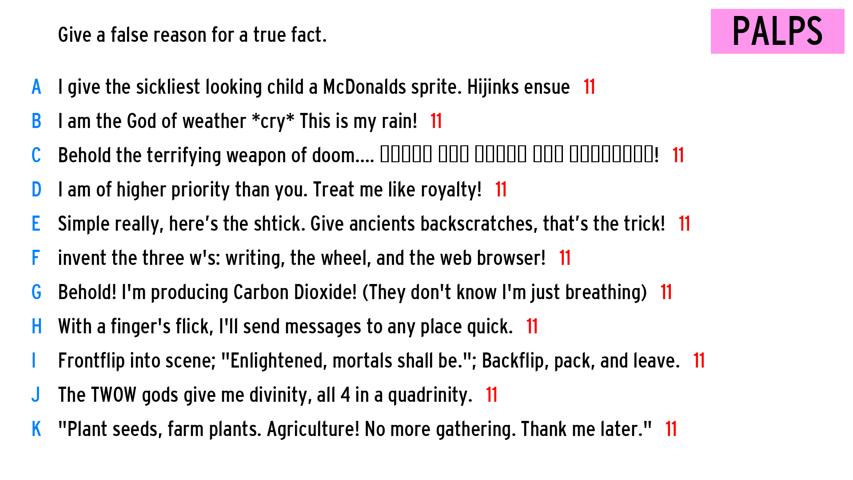 Give a false reason for a true fact.
PALPS
A I give the sickliest looking child a McDonalds sprite. Hijinks ensue 11
B I am the God of weather *cry* This is my rain! 11
C Behold the terrifying weapon of doom.... ▯▯▯▯▯ ▯▯▯ ▯▯▯▯▯ ▯▯▯ ▯▯▯▯▯▯▯▯! 11
D I am of higher priority than you. Treat me like royalty! 11
E Simple really, here's the shtick. Give ancients backscratches, that's the trick! 11
F invent the three w's: writing, the wheel, and the web browser! 11
G Behold! I'm producing Carbon Dioxide! (They don't know I'm just breathing) 11
H With a finger's flick, I'll send messages to any place quick. 11
I Frontflip into scene; "Enlightened, mortals shall be."; Backflip, pack, and leave. 11
J The TWOW gods give me divinity, all 4 in a quadrinity. 11
K "Plant seeds, farm plants. Agriculture! No more gathering. Thank me later." 11